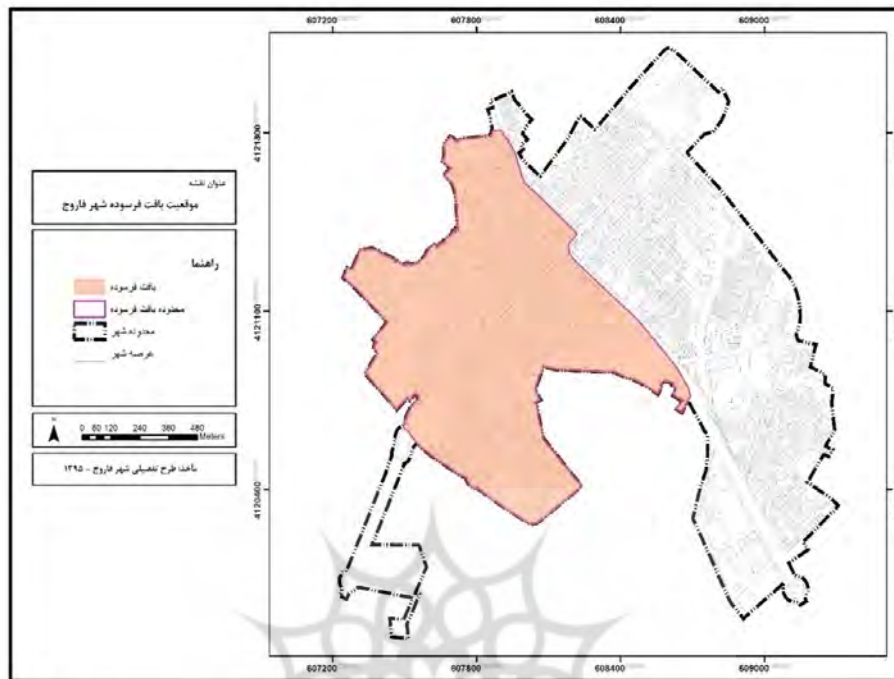 607200 607800 608400 609000
4121800
4121100
4120400
عنوان نقشه
موقعیت بافت فرسوده شهر فاروج
راهنما
بافت فرسوده
محدوده بافت فرسوده
محدوده شهر
عرصه شهر
0 60 120 240 360 480
Meters
مأخذ: طرح تفصیلی شهر فاروج - ۱۳۹۵
607200 607800 608400 609000